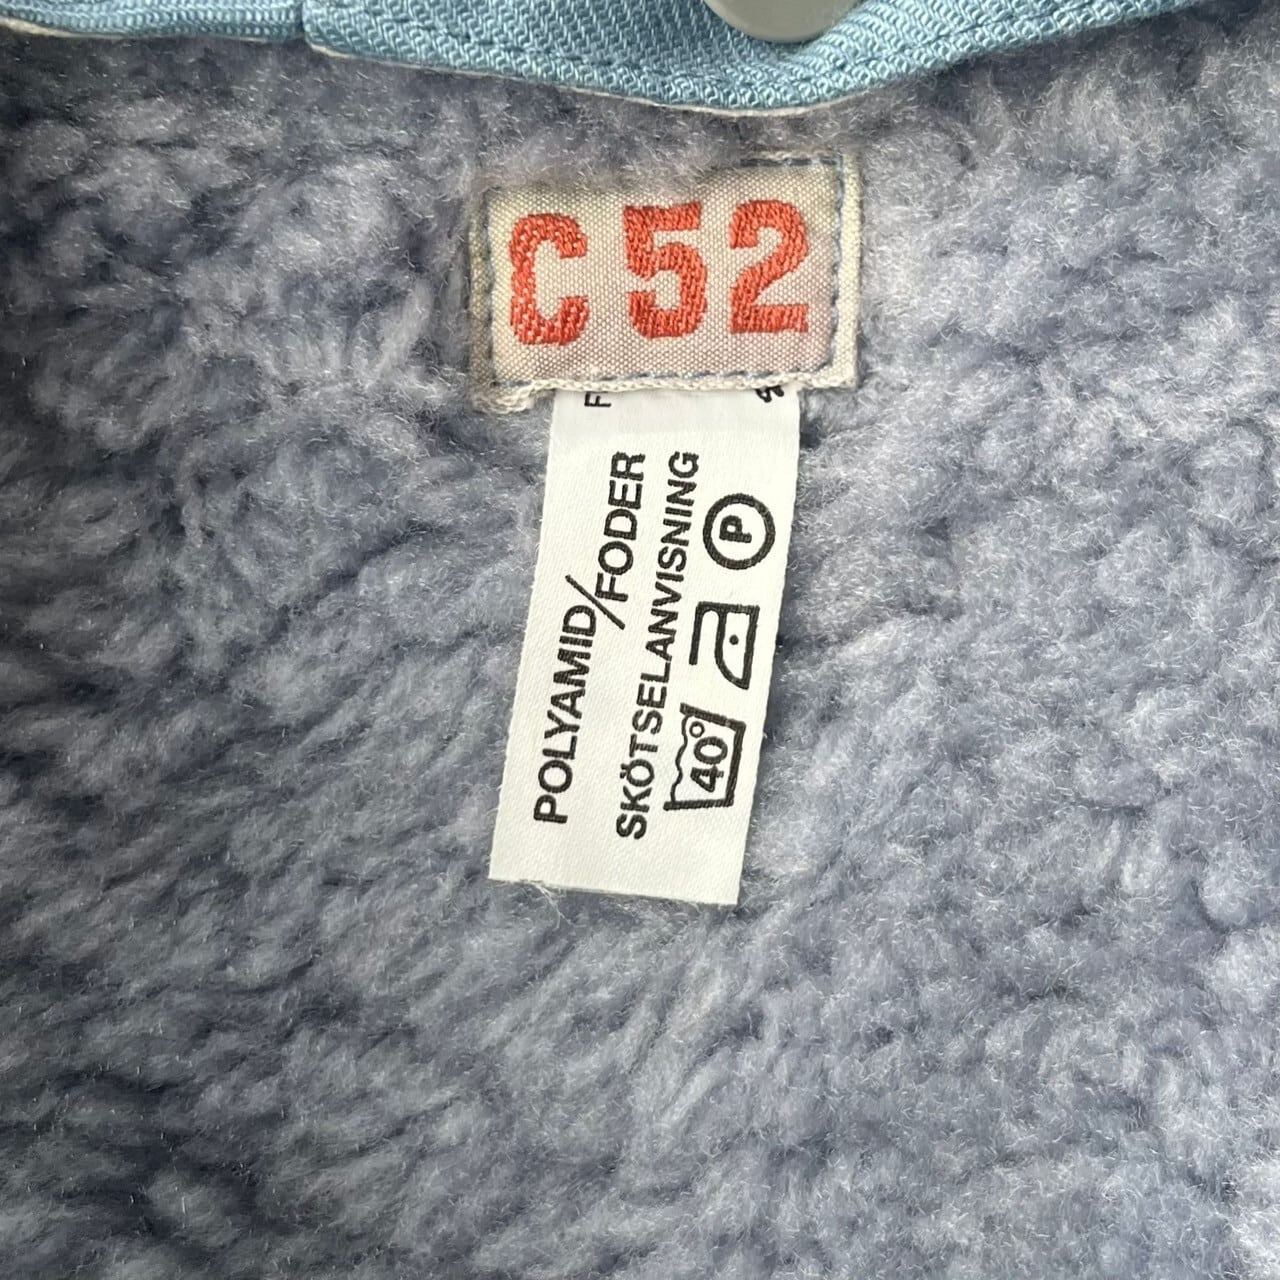 C 52
POLYAMID/FODER
SKÖTSELANVISNING
40° P